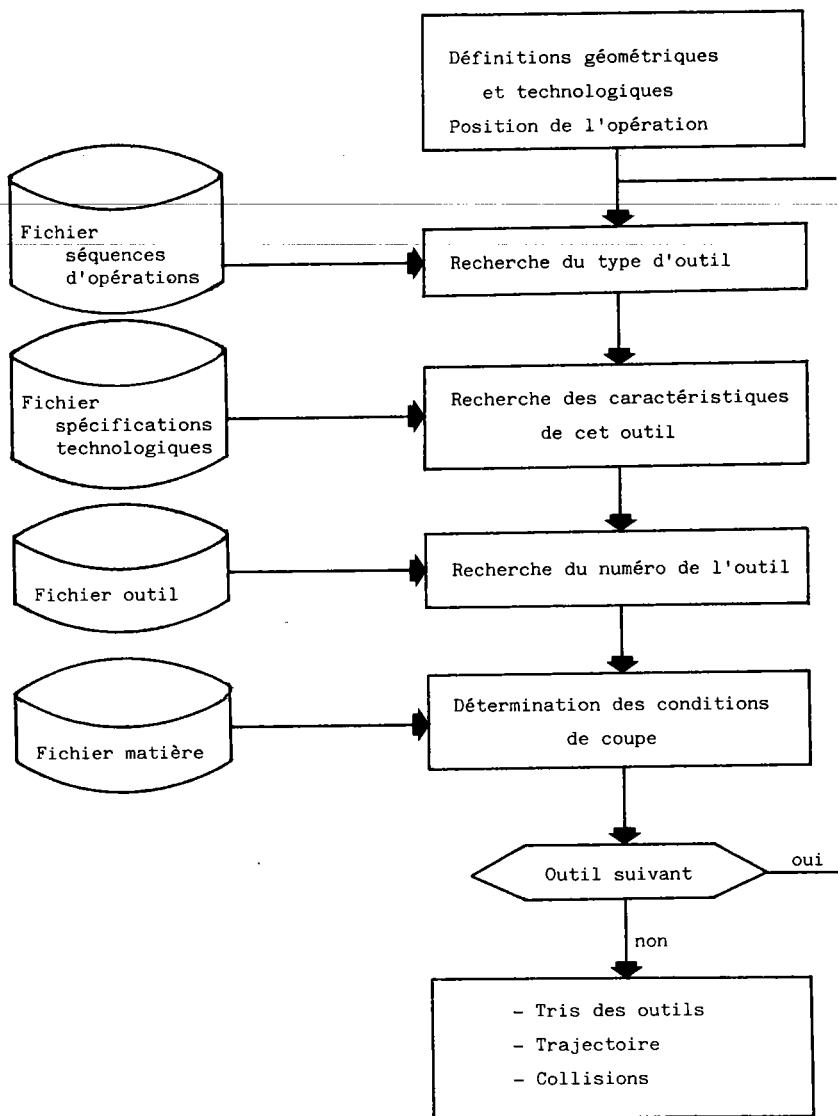 Définitions géométriques
et technologiques
Position de l'opération
Fichier
séquences
d'opérations
Recherche du type d'outil
Fichier
spécifications
technologiques
Recherche des caractéristiques
de cet outil
Fichier outil
Recherche du numéro de l'outil
Fichier matière
Détermination des conditions
de coupe
Outil suivant
oui
non
- Tris des outils
- Trajectoire
- Collisions